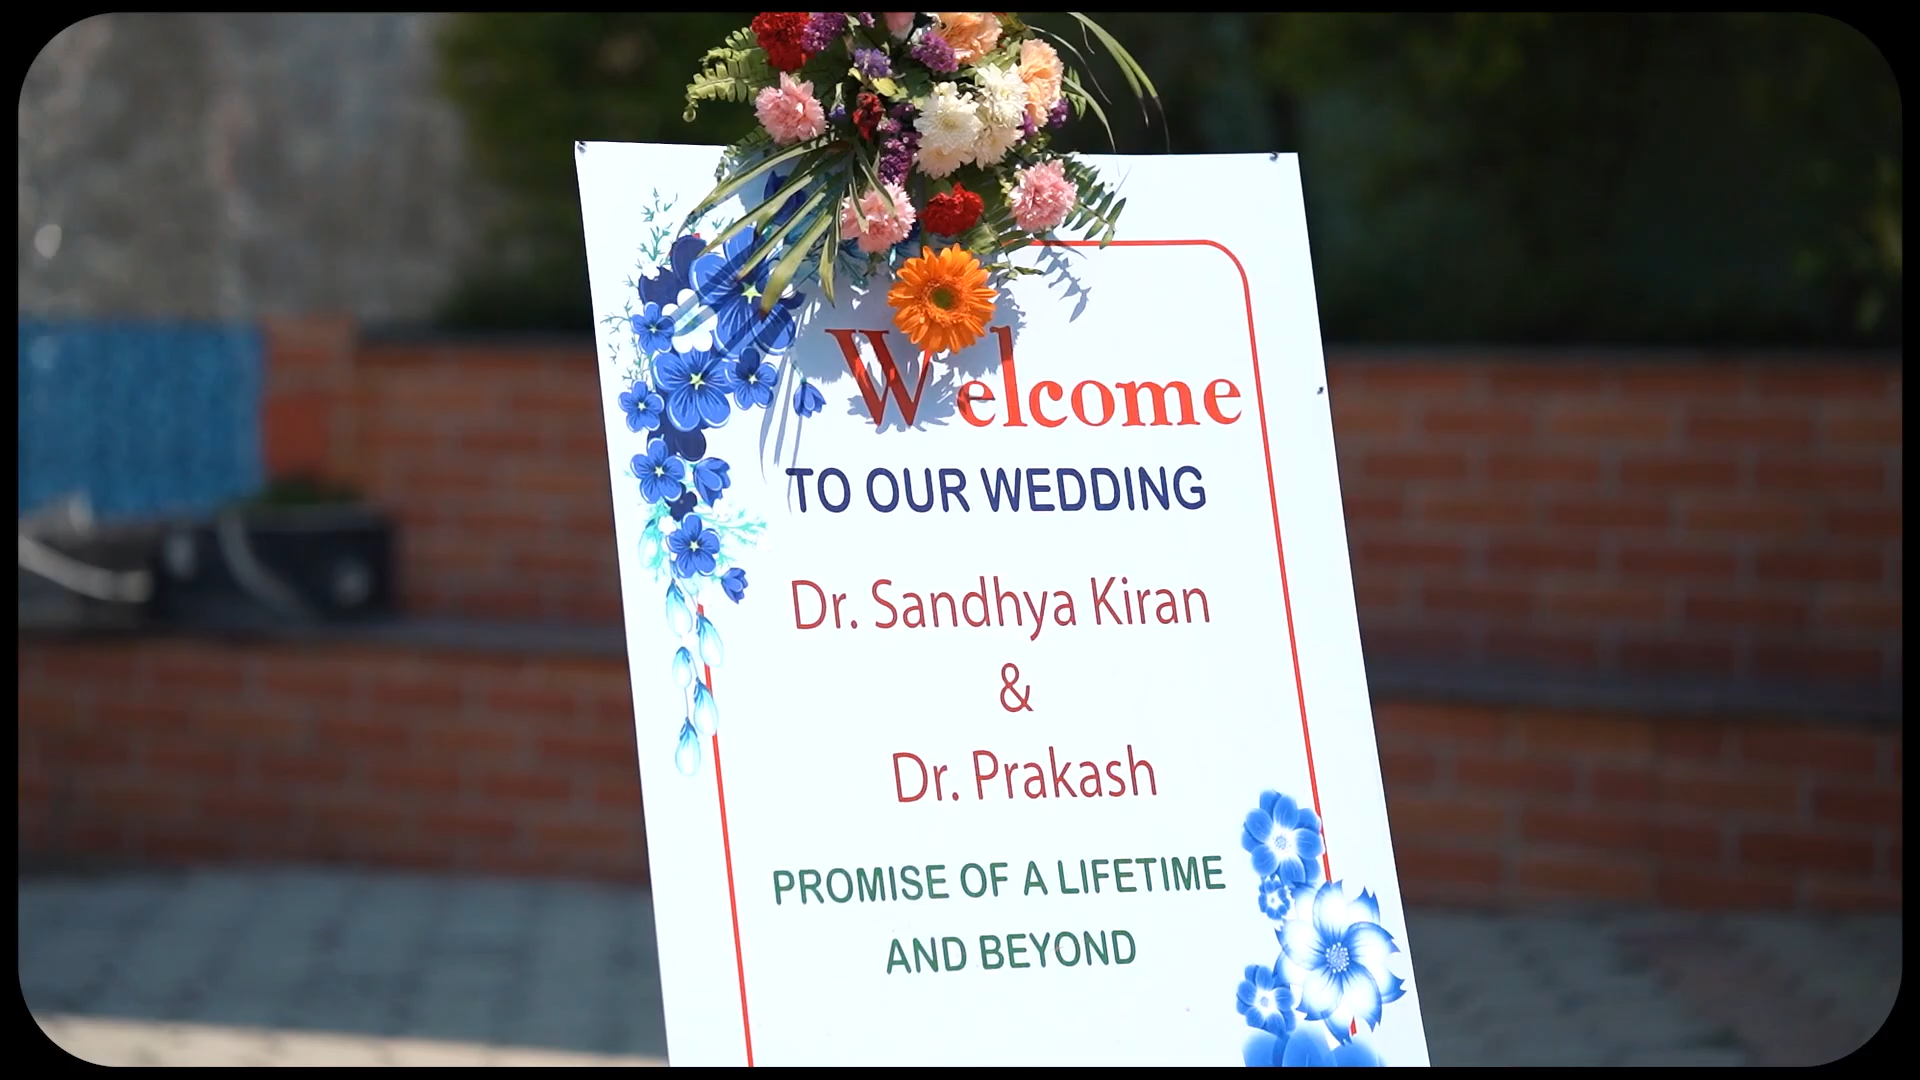 Welcome
TO OUR WEDDING
Dr. Sandhya Kiran
&
Dr. Prakash
PROMISE OF A LIFETIME
AND BEYOND